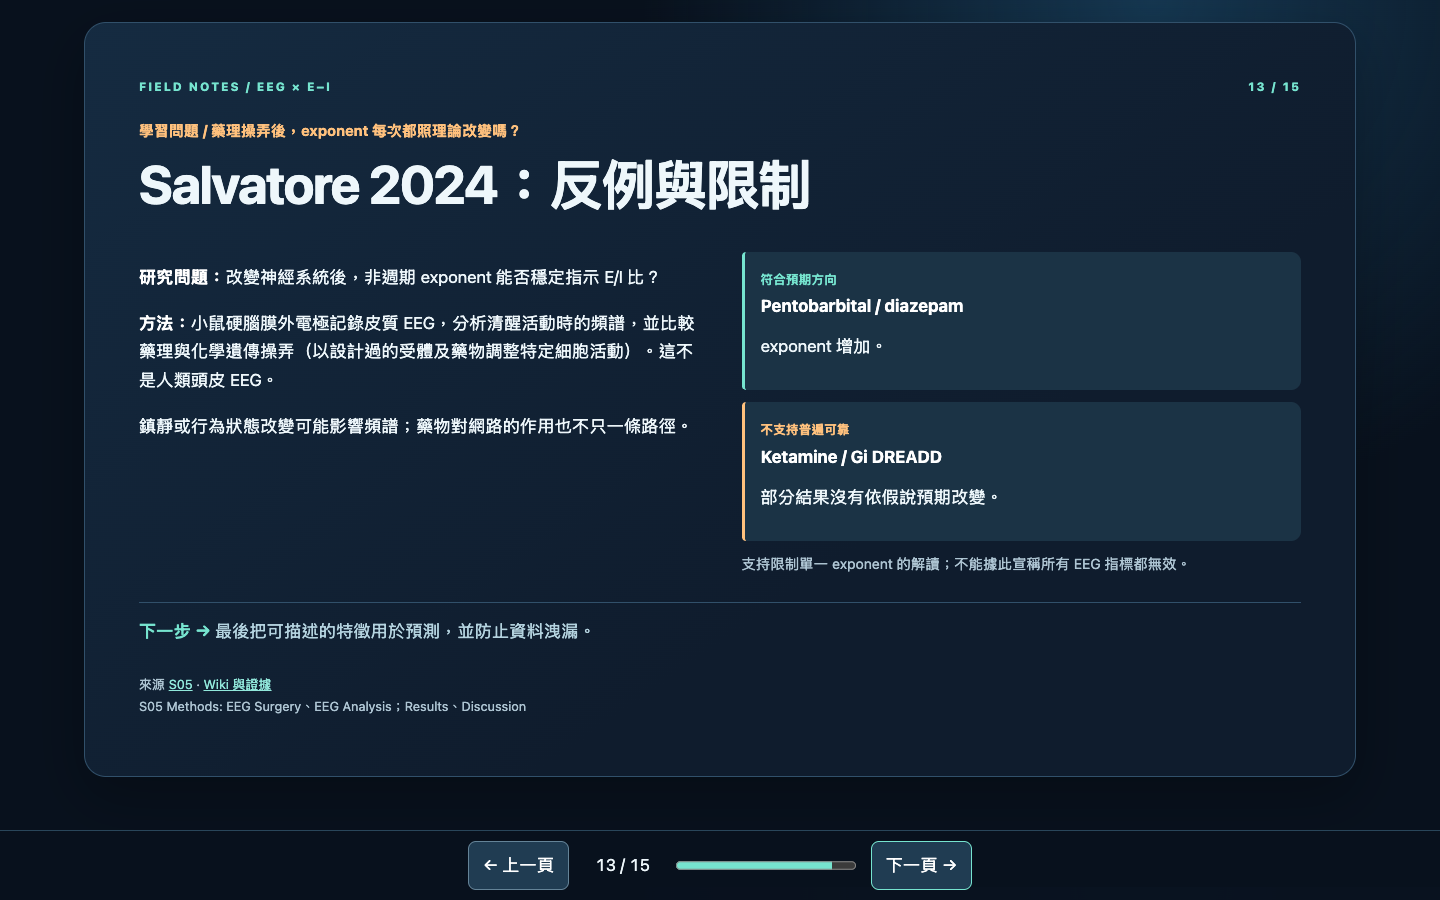 FIELD NOTES / EEG × E–I
13 / 15
學習問題 / 藥理操弄後，exponent 每次都照理論改變嗎？
Salvatore 2024：反例與限制
研究問題：改變神經系統後，非週期 exponent 能否穩定指示 E/I 比？
方法：小鼠硬腦膜外電極記錄皮質 EEG，分析清醒活動時的頻譜，並比較
藥理與化學遺傳操弄（以設計過的受體及藥物調整特定細胞活動）。這不
是人類頭皮 EEG。
鎮靜或行為狀態改變可能影響頻譜；藥物對網路的作用也不只一條路徑。
符合預期方向
Pentobarbital / diazepam
exponent 增加。
不支持普遍可靠
Ketamine / Gi DREADD
部分結果沒有依假說預期改變。
支持限制單一 exponent 的解讀；不能據此宣稱所有 EEG 指標都無效。
下一步 → 最後把可描述的特徵用於預測，並防止資料洩漏。
來源 S05 · Wiki 與證據
S05 Methods: EEG Surgery、EEG Analysis；Results、Discussion
← 上一頁
13 / 15
下一頁 →